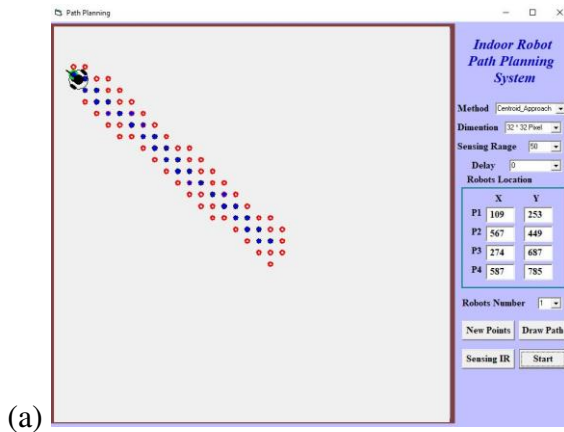 Path Planning
Indoor Robot
Path Planning
System
Method Centroid_Approach
Dimention 32 * 32 Pixel
Sensing Range 50
Delay 0
Robots Location
X Y
P1 109 253
P2 567 449
P3 274 687
P4 587 785
Robots Number 1
New Points Draw Path
Sensing IR Start
(a)